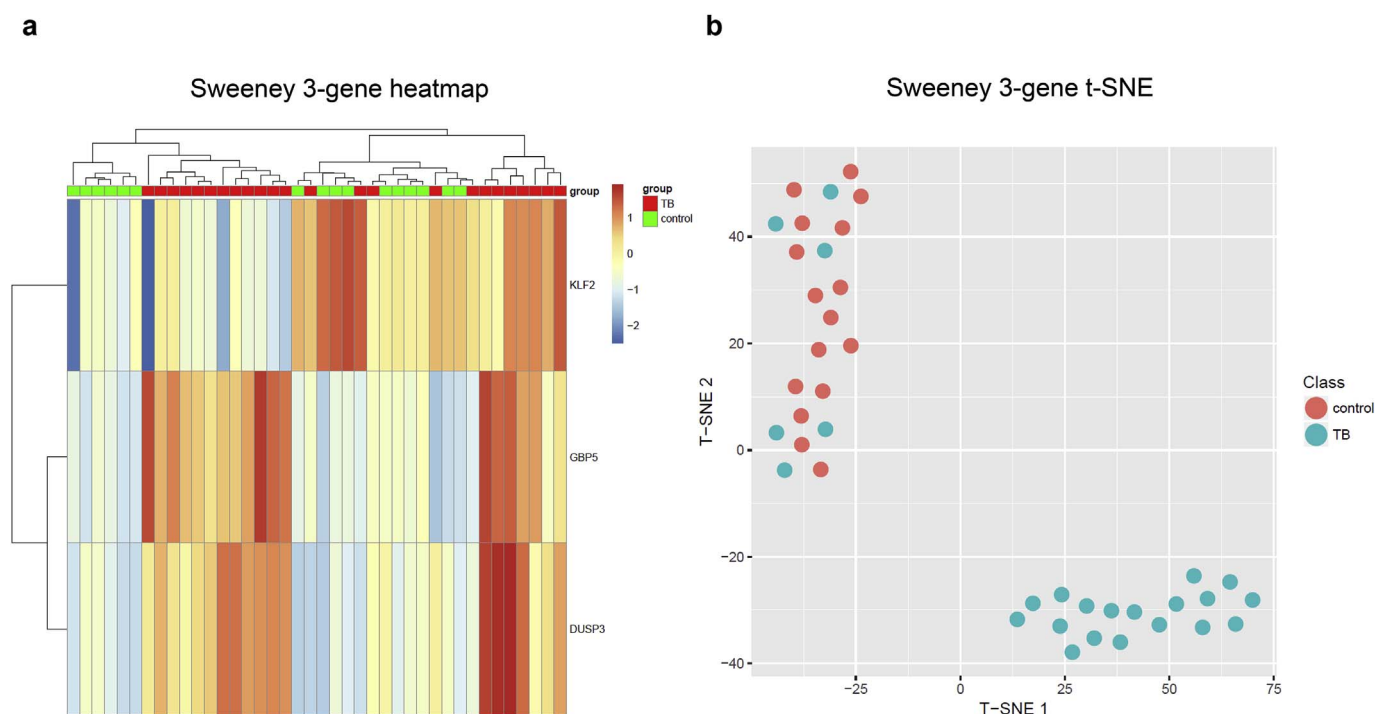 a
b
Sweeney 3-gene heatmap
Sweeney 3-gene t-SNE
group
group
TB
control
1
0
−1
−2
KLF2
GBP5
DUSP3
T−SNE 2
40
20
0
−20
−40
−25
0
25
50
75
T−SNE 1
Class
control
TB